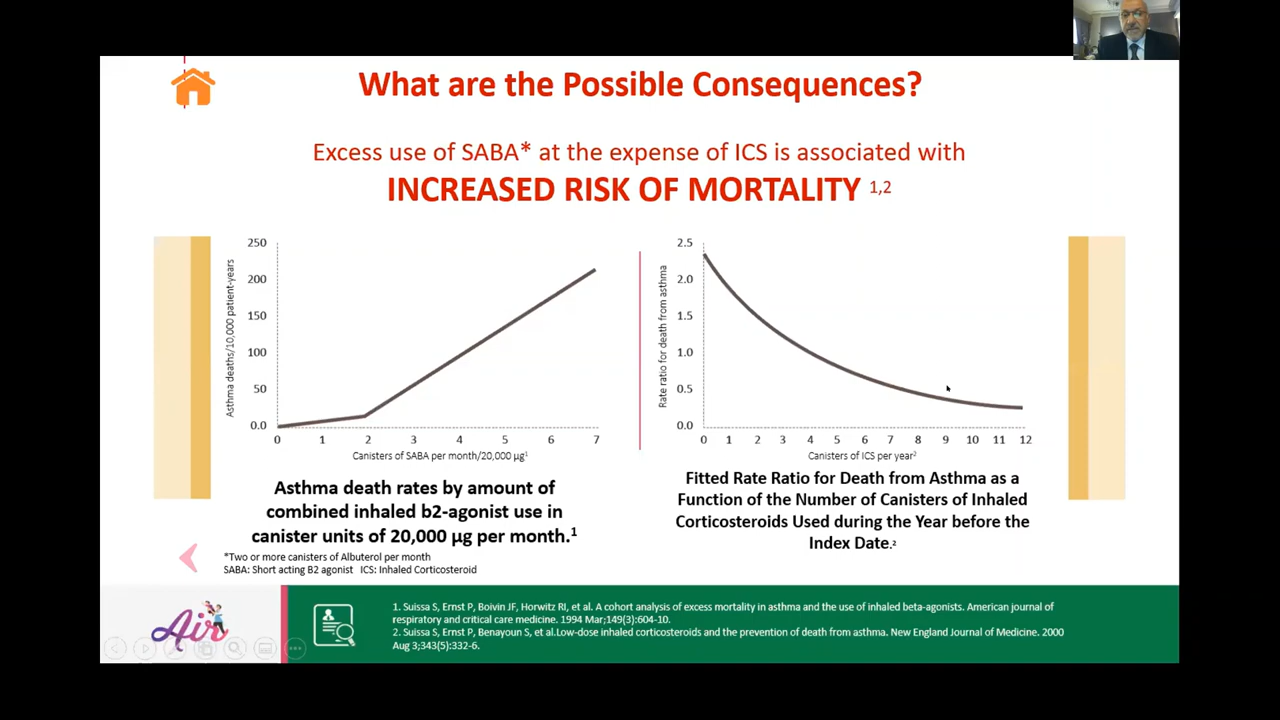 What are the Possible Consequences?
Excess use of SABA* at the expense of ICS is associated with
INCREASED RISK OF MORTALITY 1,2
Asthma deaths/10,000 patient-years
250
200
150
100
50
0.0
0 1 2 3 4 5 6 7
Canisters of SABA per month/20,000 µg1
Asthma death rates by amount of
combined inhaled b2-agonist use in
canister units of 20,000 µg per month.1
*Two or more canisters of Albuterol per month
SABA: Short acting B2 agonist ICS: Inhaled Corticosteroid
Rate ratio for death from asthma
2.5
2.0
1.5
1.0
0.5
0.0
0 1 2 3 4 5 6 7 8 9 10 11 12
Canisters of ICS per year2
Fitted Rate Ratio for Death from Asthma as a
Function of the Number of Canisters of Inhaled
Corticosteroids Used during the Year before the
Index Date.2
Air
1. Suissa S, Ernst P, Boivin JF, Horwitz RI, et al. A cohort analysis of excess mortality in asthma and the use of inhaled beta-agonists. American journal of
respiratory and critical care medicine. 1994 Mar;149(3):604-10.
2. Suissa S, Ernst P, Benayoun S, et al.Low-dose inhaled corticosteroids and the prevention of death from asthma. New England Journal of Medicine. 2000
Aug 3;343(5):332-6.